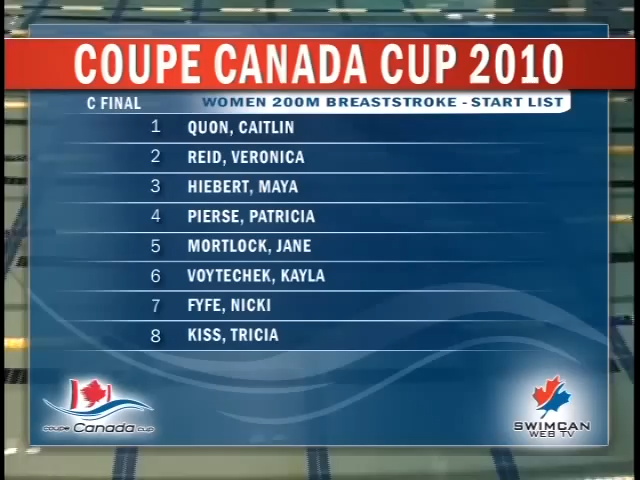 COUPE CANADA CUP 2010
C FINAL WOMEN 200M BREASTSTROKE - START LIST
1 QUON, CAITLIN
2 REID, VERONICA
3 HIEBERT, MAYA
4 PIERSE, PATRICIA
5 MORTLOCK, JANE
6 VOYTECHEK, KAYLA
7 FYFE, NICKI
8 KISS, TRICIA
COUPE Canada CUP
SWIMCAN
WEB TV